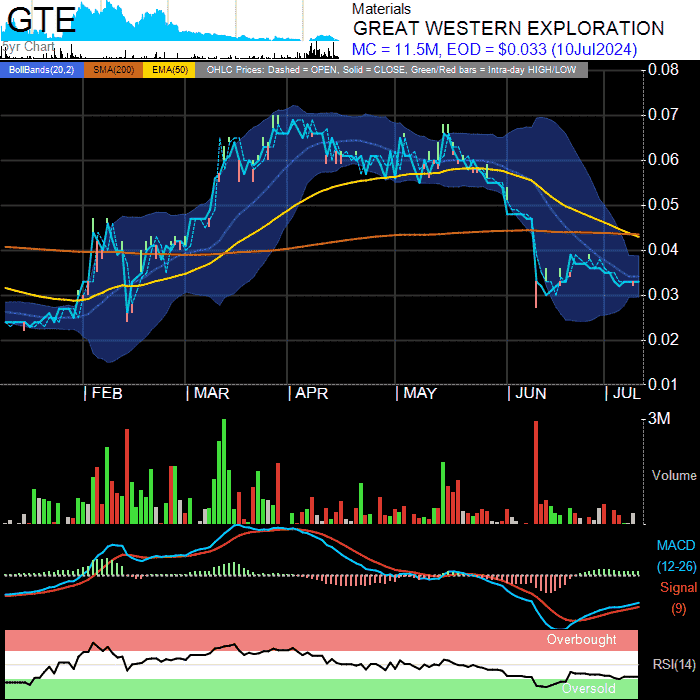 GTE
5yr Chart
Materials
GREAT WESTERN EXPLORATION
MC = 11.5M, EOD = $0.033 (10Jul2024)
BollBands(20,2) SMA(200) EMA(50) OHLC Prices: Dashed = OPEN, Solid = CLOSE, Green/Red bars = Intra-day HIGH/LOW
0.08
0.07
0.06
0.05
0.04
0.03
0.02
0.01
| FEB | MAR | APR | MAY | JUN | JUL
3M
Volume
MACD
(12-26)
Signal
(9)
Overbought
RSI(14)
Oversold